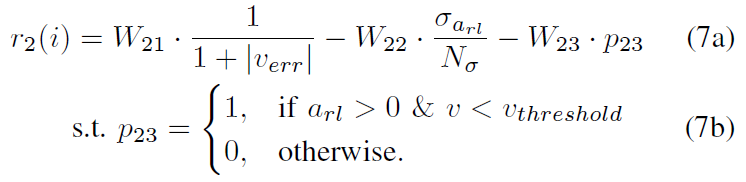 r_2(i) = W_{21} · \frac{1}{1 + |v_{err}|} − W_{22} · \frac{σ_{a_{rl}}}{N_σ} − W_{23} · p_{23} (7a)
s.t. p_{23} = \begin{cases} 1, & \text{if } a_{rl} > 0 \ \& \ v < v_{threshold} \\ 0, & \text{otherwise.} \end{cases} (7b)